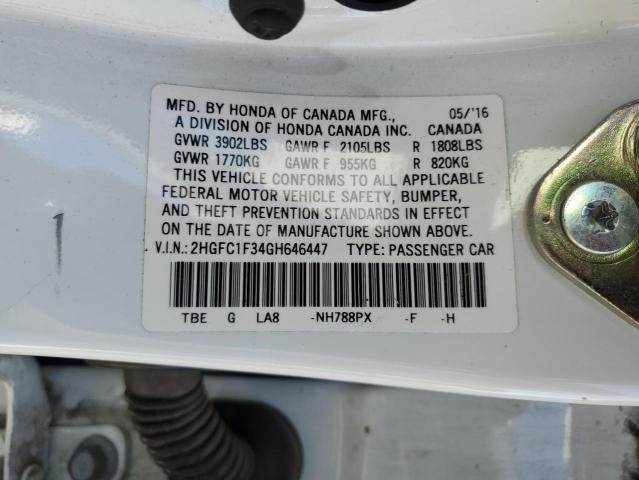 MFD. BY HONDA OF CANADA MFG., 05/'16
A DIVISION OF HONDA CANADA INC. CANADA
GVWR 3902LBS GAWR F 2105LBS R 1808LBS
GVWR 1770KG GAWR F 955KG R 820KG
THIS VEHICLE CONFORMS TO ALL APPLICABLE
FEDERAL MOTOR VEHICLE SAFETY, BUMPER,
AND THEFT PREVENTION STANDARDS IN EFFECT
ON THE DATE OF MANUFACTURE SHOWN ABOVE.
V.I.N.: 2HGFC1F34GH646447 TYPE: PASSENGER CAR
TBE G LA8 -NH788PX -F -H